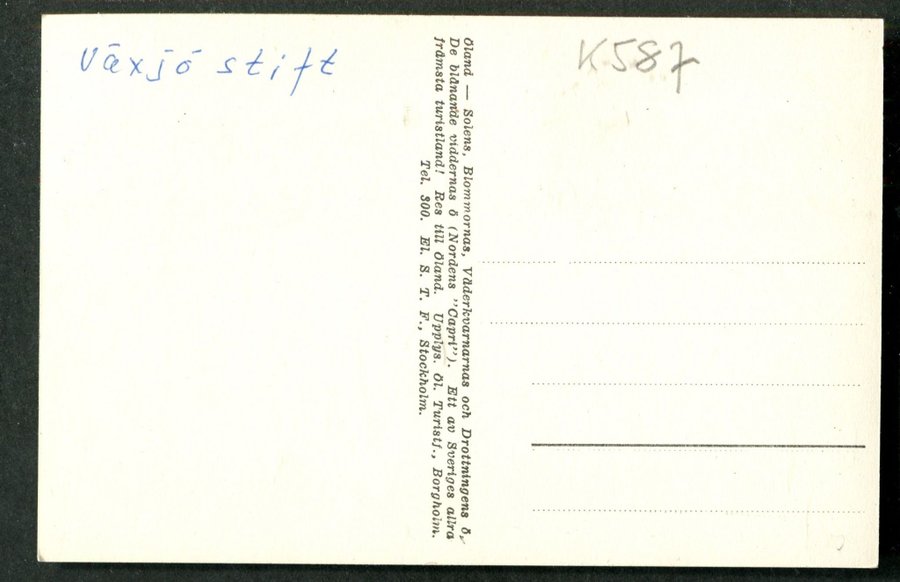 Växjö stift
K587
Öland — Solens, Blommornas, Väderkvarnarnas och Drottningens ö,
De blånande viddernas ö (Nordens "Capri"). Ett av Sveriges allra
främsta turistland! Res till Öland. Upplys. Öl. Turistf., Borgholm.
Tel. 300. El. S. T. F., Stockholm.